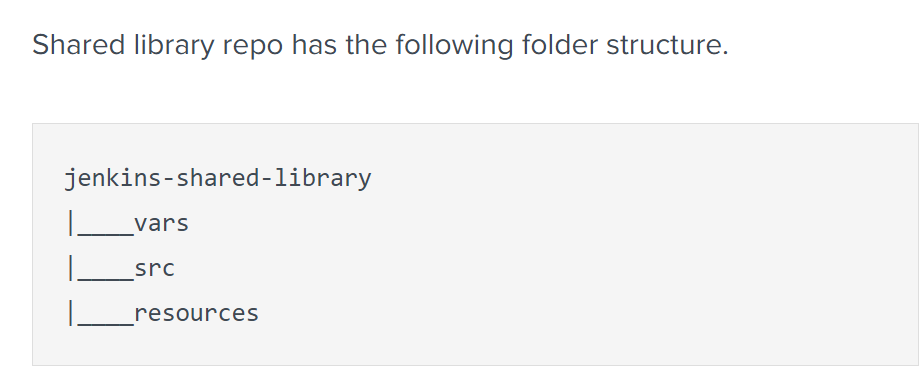 Shared library repo has the following folder structure.
jenkins-shared-library
|____vars
|____src
|____resources